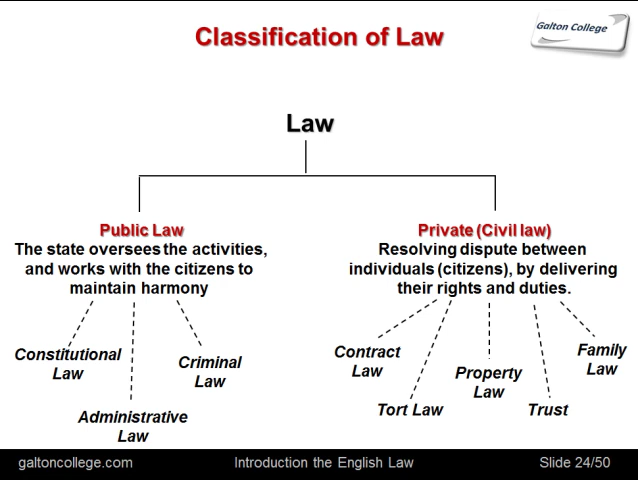 Classification of Law
Galton College
Law
Public Law
The state oversees the activities,
and works with the citizens to
maintain harmony
Private (Civil law)
Resolving dispute between
individuals (citizens), by delivering
their rights and duties.
Constitutional
Law
Administrative
Law
Criminal
Law
Contract
Law
Tort Law
Property
Law
Trust
Family
Law
galtoncollege.com
Introduction the English Law
Slide 24/50